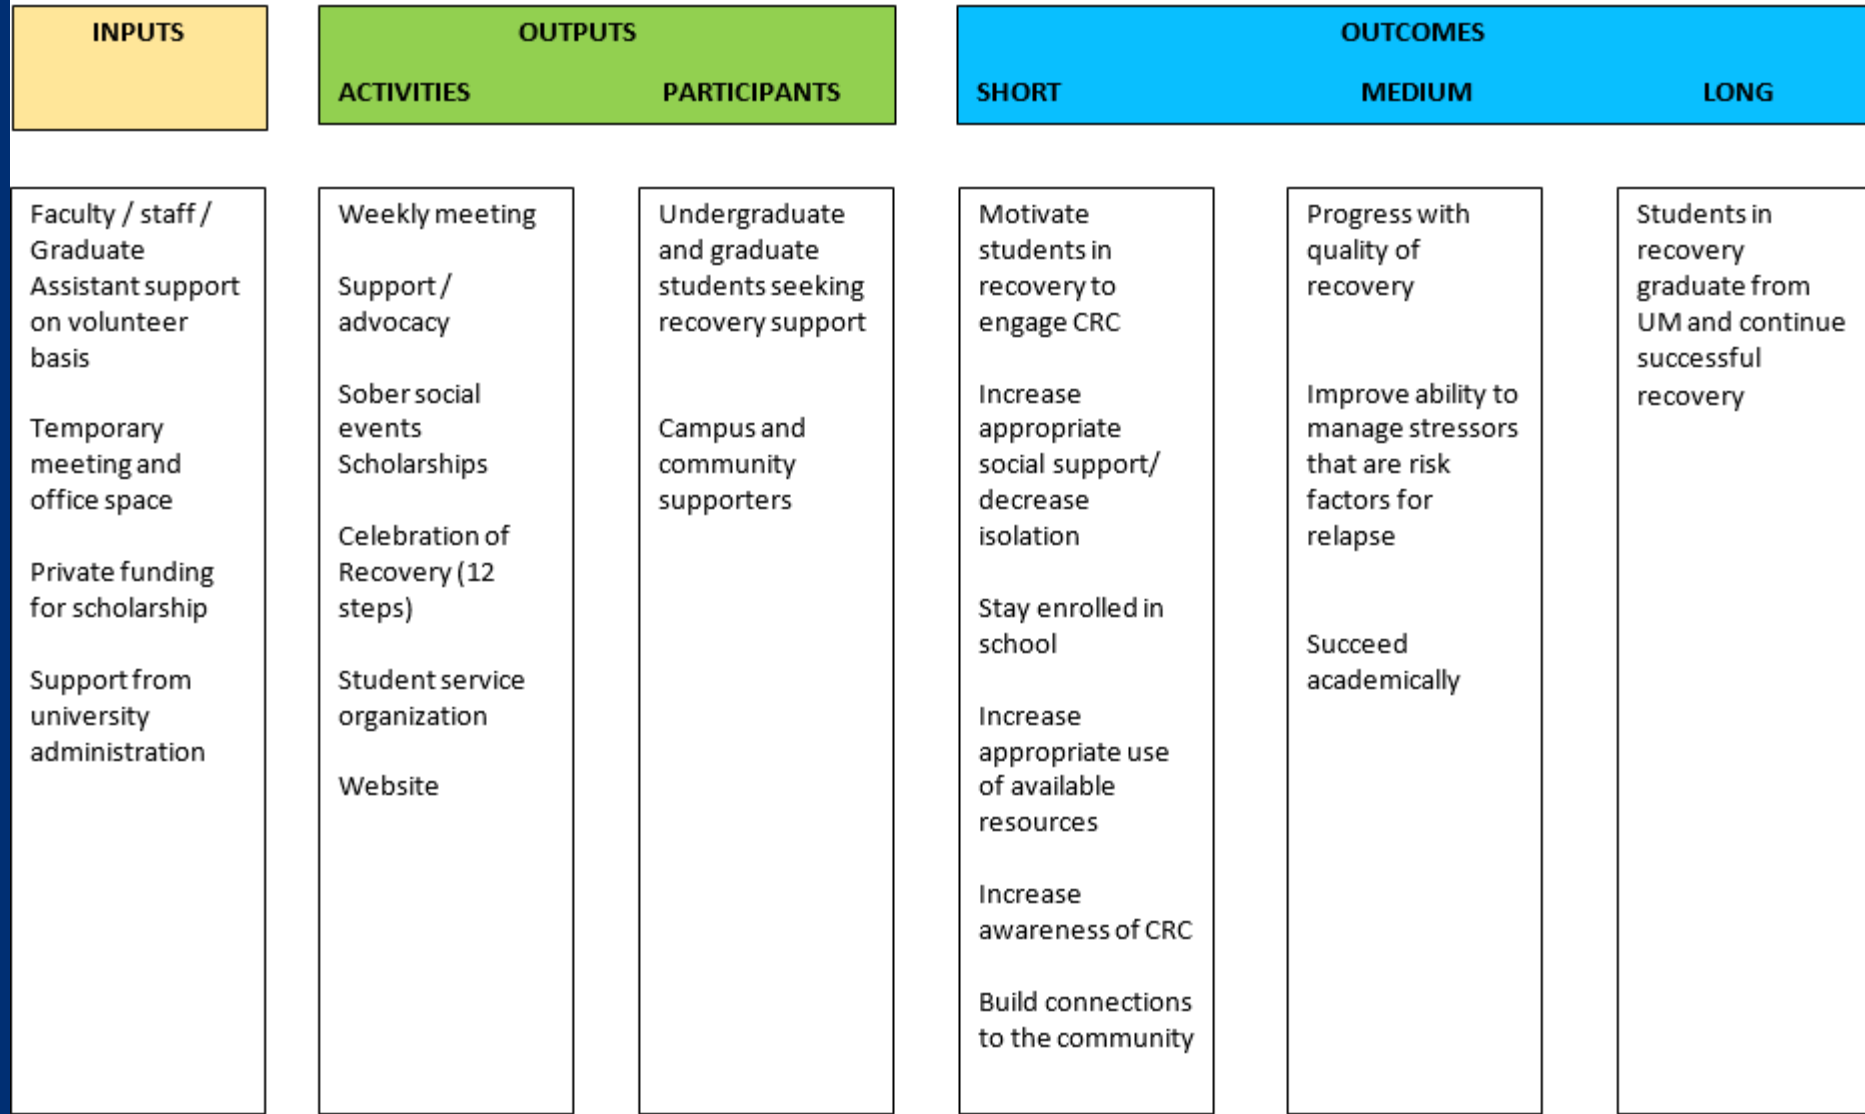 INPUTS
OUTPUTS
ACTIVITIES PARTICIPANTS
OUTCOMES
SHORT MEDIUM LONG
Faculty / staff /
Graduate
Assistant support
on volunteer
basis
Temporary
meeting and
office space
Private funding
for scholarship
Support from
university
administration
Weekly meeting
Support /
advocacy
Sober social
events
Scholarships
Celebration of
Recovery (12
steps)
Student service
organization
Website
Undergraduate
and graduate
students seeking
recovery support
Campus and
community
supporters
Motivate
students in
recovery to
engage CRC
Increase
appropriate
social support/
decrease
isolation
Stay enrolled in
school
Increase
appropriate use
of available
resources
Increase
awareness of CRC
Build connections
to the community
Progress with
quality of
recovery
Improve ability to
manage stressors
that are risk
factors for
relapse
Succeed
academically
Students in
recovery
graduate from
UM and continue
successful
recovery